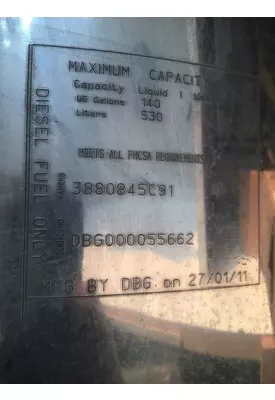 MAXIMUM CAPACIT
Capacity Liquid
US Gallons 140
Liters 530
MEETS ALL FMCSA REQUIREMENTS
3880845C91
DBG000055662
MFG BY DBG. on 27/01/11
DIESEL FUEL ONLY